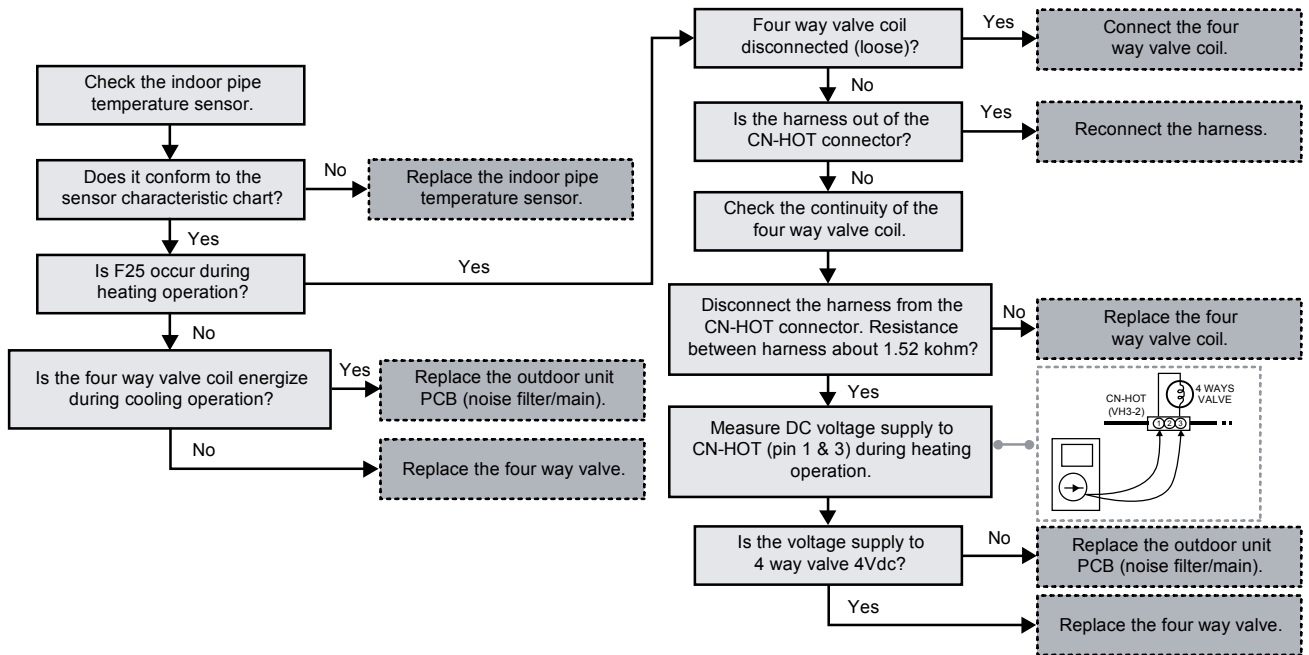 Check the indoor pipe
temperature sensor.
Does it conform to the
sensor characteristic chart?
No
Replace the indoor pipe
temperature sensor.
Yes
Is F25 occur during
heating operation?
Yes
No
Is the four way valve coil energize
during cooling operation?
Yes
Replace the outdoor unit
PCB (noise filter/main).
No
Replace the four way valve.
Four way valve coil
disconnected (loose)?
Yes
Connect the four
way valve coil.
No
Is the harness out of the
CN-HOT connector?
Yes
Reconnect the harness.
No
Check the continuity of the
four way valve coil.
Disconnect the harness from the
CN-HOT connector. Resistance
between harness about 1.52 kohm?
No
Replace the four
way valve coil.
Yes
Measure DC voltage supply to
CN-HOT (pin 1 & 3) during heating
operation.
CN-HOT
(VH3-2)
4 WAYS
VALVE
1 2 3
Is the voltage supply to
4 way valve 4Vdc?
No
Replace the outdoor unit
PCB (noise filter/main).
Yes
Replace the four way valve.